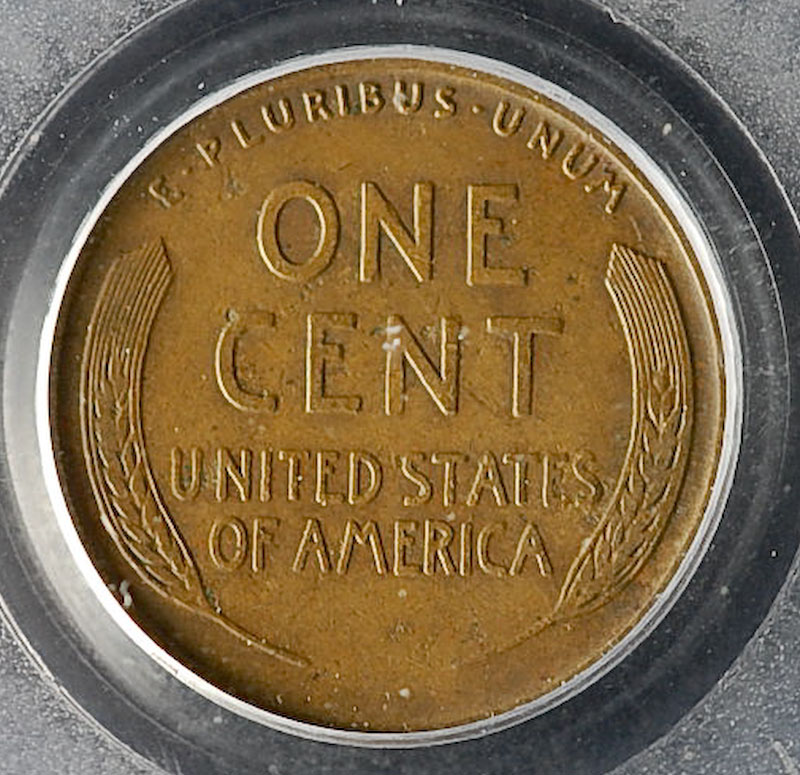 E·PLURIBUS·UNUM
ONE
CENT
UNITED STATES
OF AMERICA